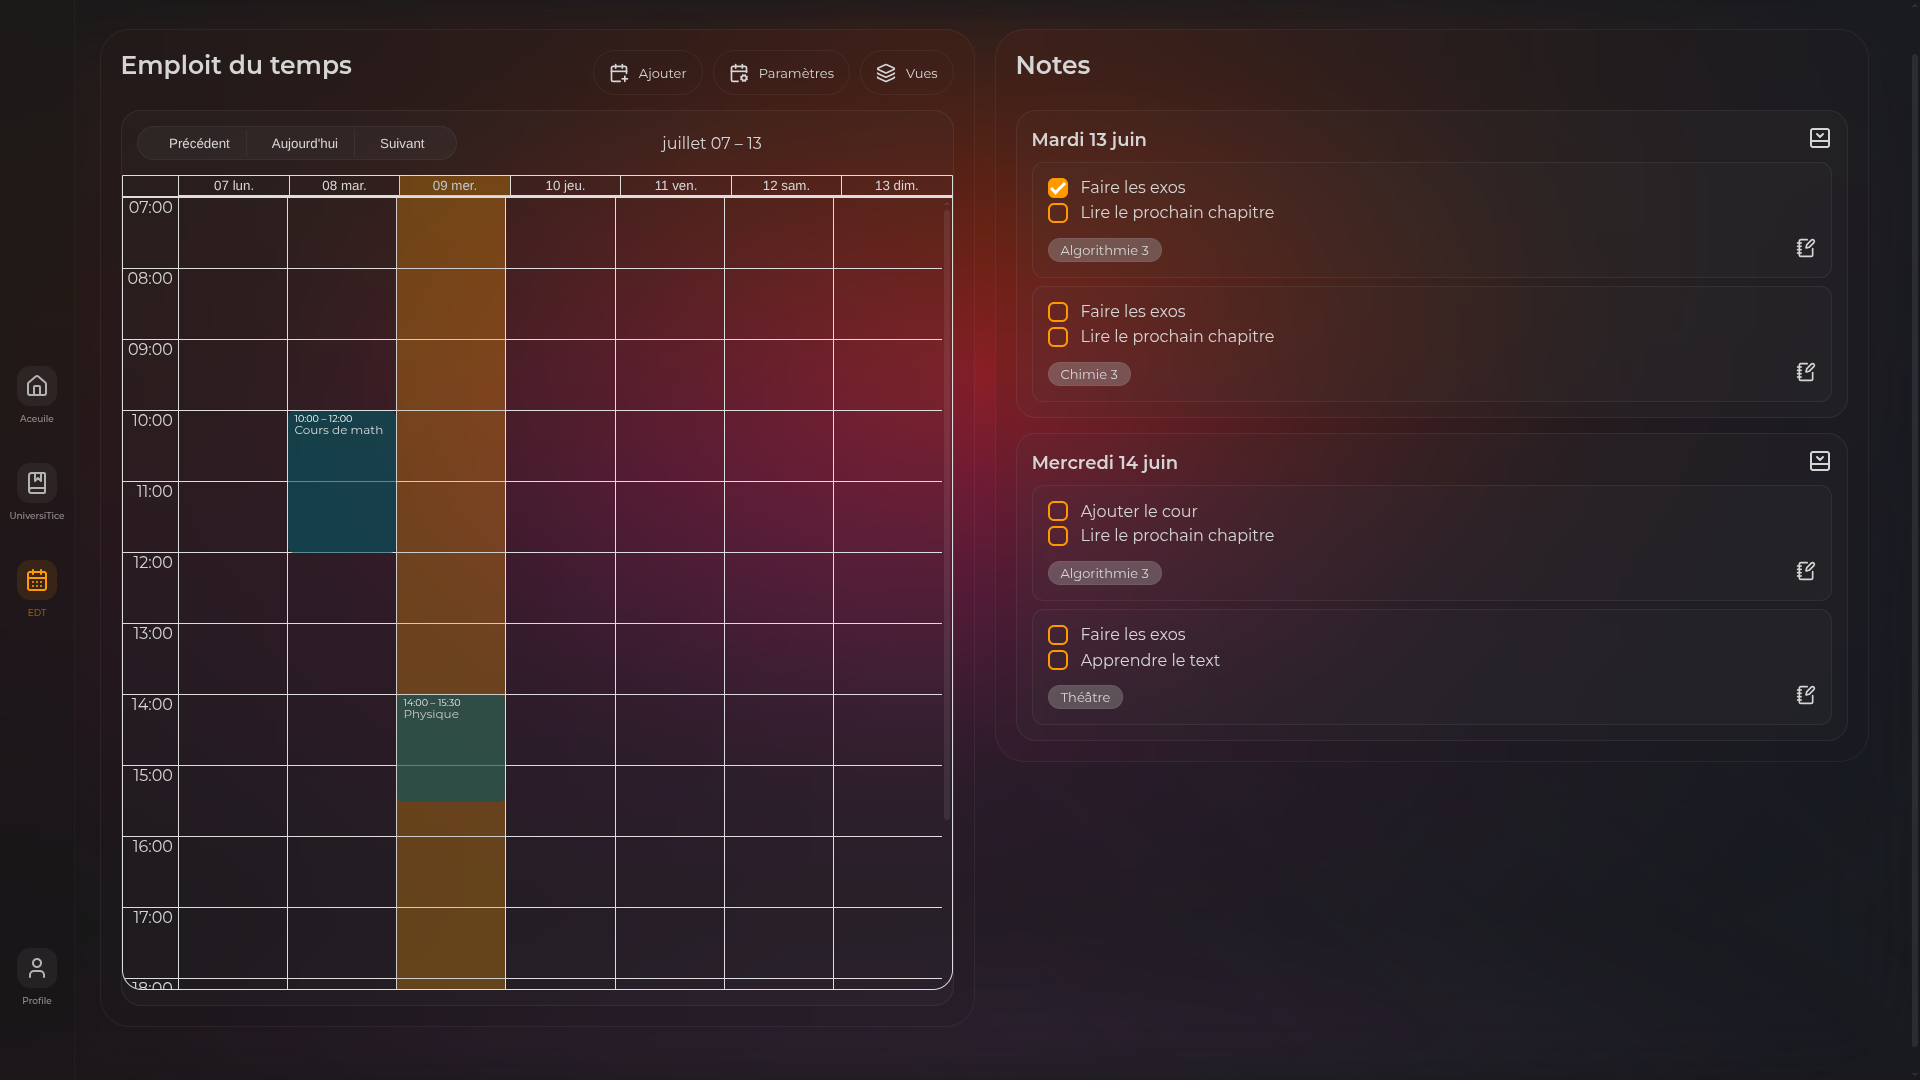 Aceuile
UniversiTice
EDT
Profile
Emploit du temps
Ajouter
Paramètres
Vues
Précédent
Aujourd'hui
Suivant
juillet 07 – 13
07 lun.
08 mar.
09 mer.
10 jeu.
11 ven.
12 sam.
13 dim.
07:00
08:00
09:00
10:00
10:00 – 12:00
Cours de math
11:00
12:00
13:00
14:00
14:00 – 15:30
Physique
15:00
16:00
17:00
18:00
Notes
Mardi 13 juin
Faire les exos
Lire le prochain chapitre
Algorithmie 3
Faire les exos
Lire le prochain chapitre
Chimie 3
Mercredi 14 juin
Ajouter le cour
Lire le prochain chapitre
Algorithmie 3
Faire les exos
Apprendre le text
Théâtre